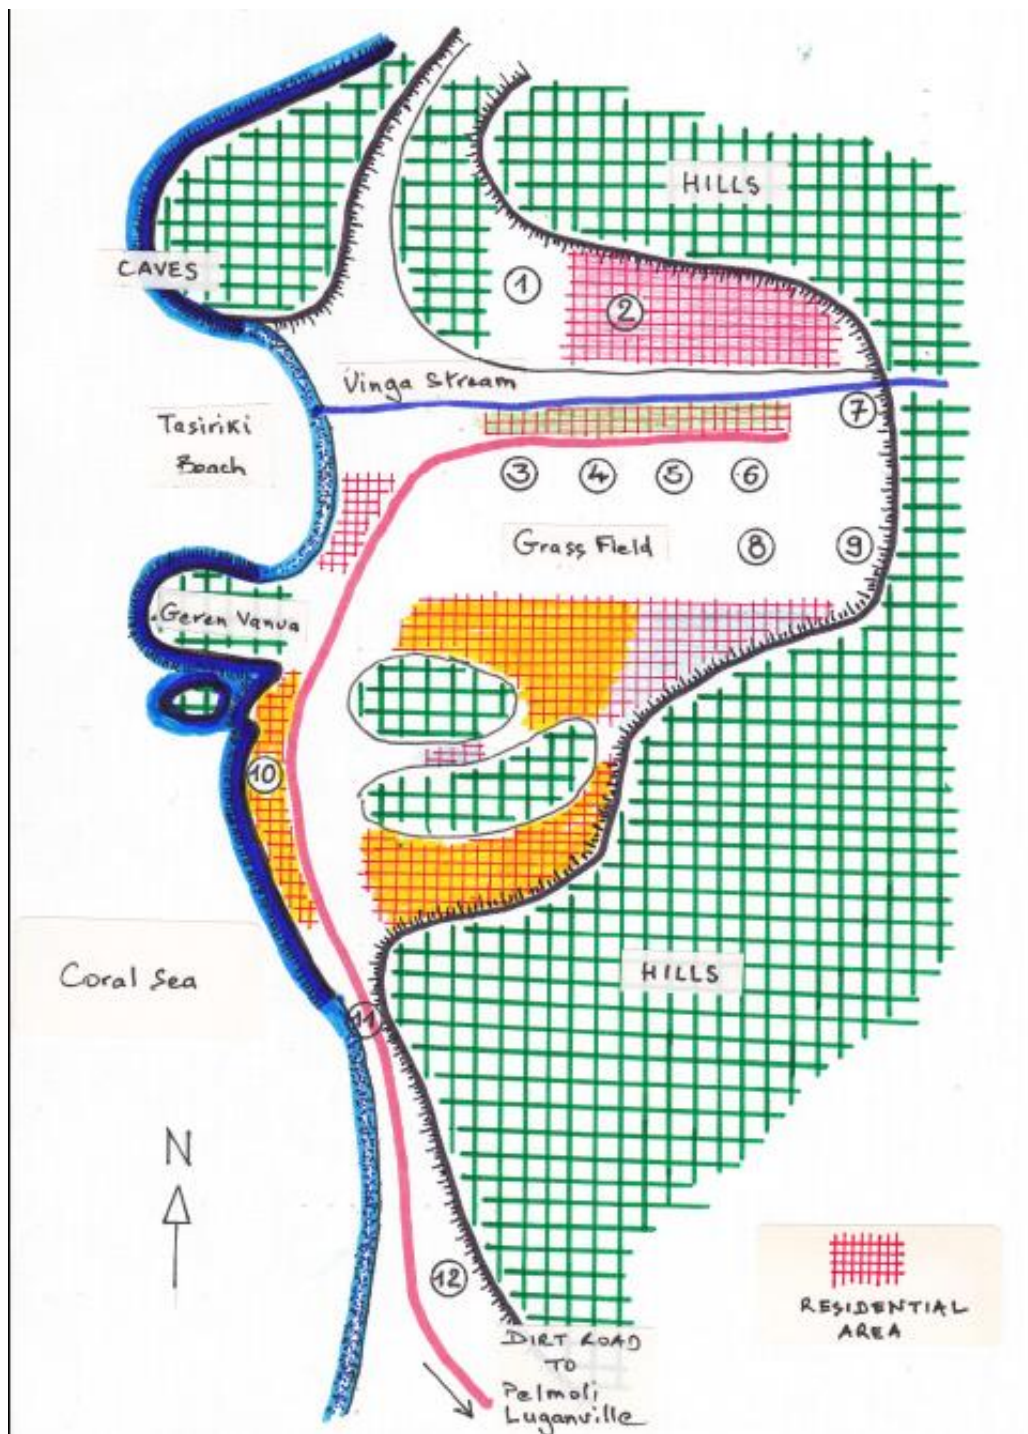 HILLS
CAVES
1
2
Vinga Stream
7
Tasiriki
Beach
3 4 5 6
Grass Field
8 9
Geren Vanua
10
Coral Sea
HILLS
11
N
12
RESIDENTIAL
AREA
DIRT ROAD
TO
Pelmoli
Luganville